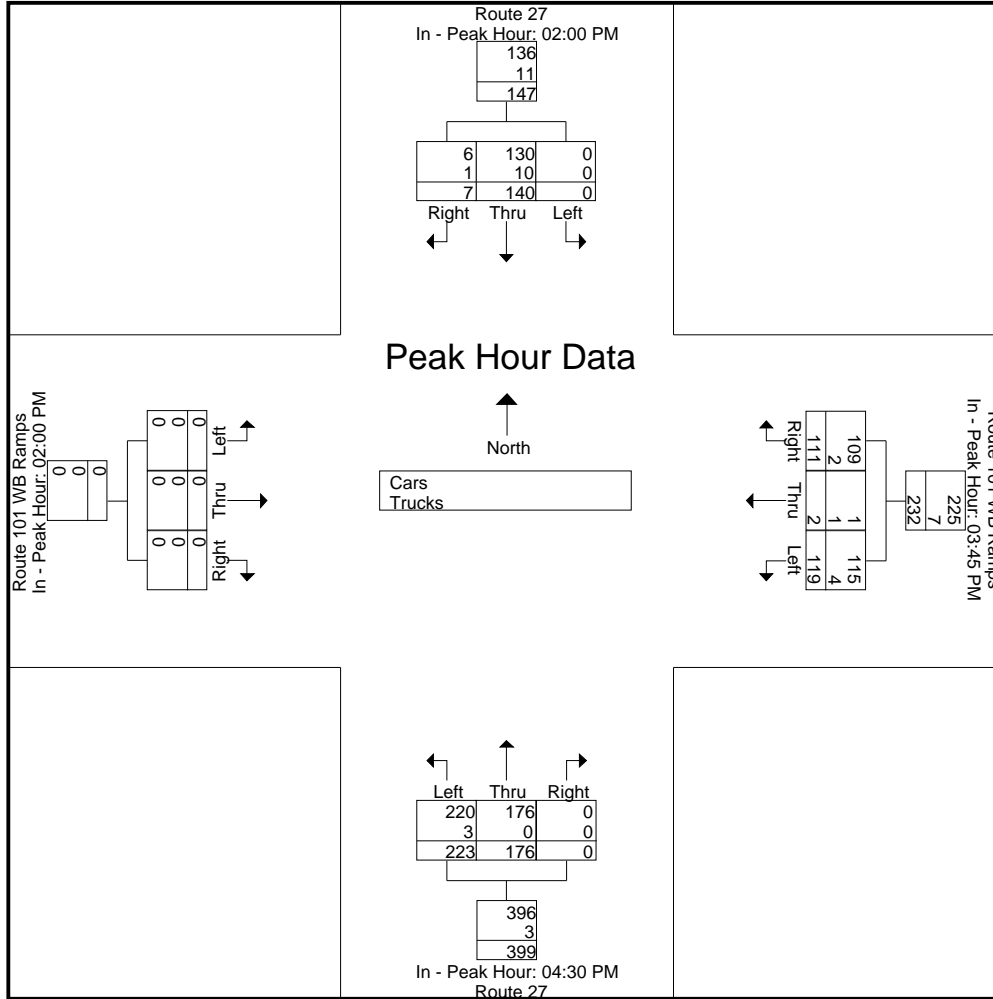 Route 27
In - Peak Hour: 02:00 PM
136
11
147
6 130 0
1 10 0
7 140 0
Right Thru Left
Peak Hour Data
North
Cars
Trucks
Route 101 WB Ramps
In - Peak Hour: 02:00 PM
0
0
0
Left Thru Right
0 0 0
0 0 0
0 0 0
Route 101 WB Ramps
In - Peak Hour: 03:45 PM
225
7
232
109 1 115
2 1 4
111 2 119
Right Thru Left
Left Thru Right
220 176 0
3 0 0
223 176 0
396
3
399
In - Peak Hour: 04:30 PM
Route 27